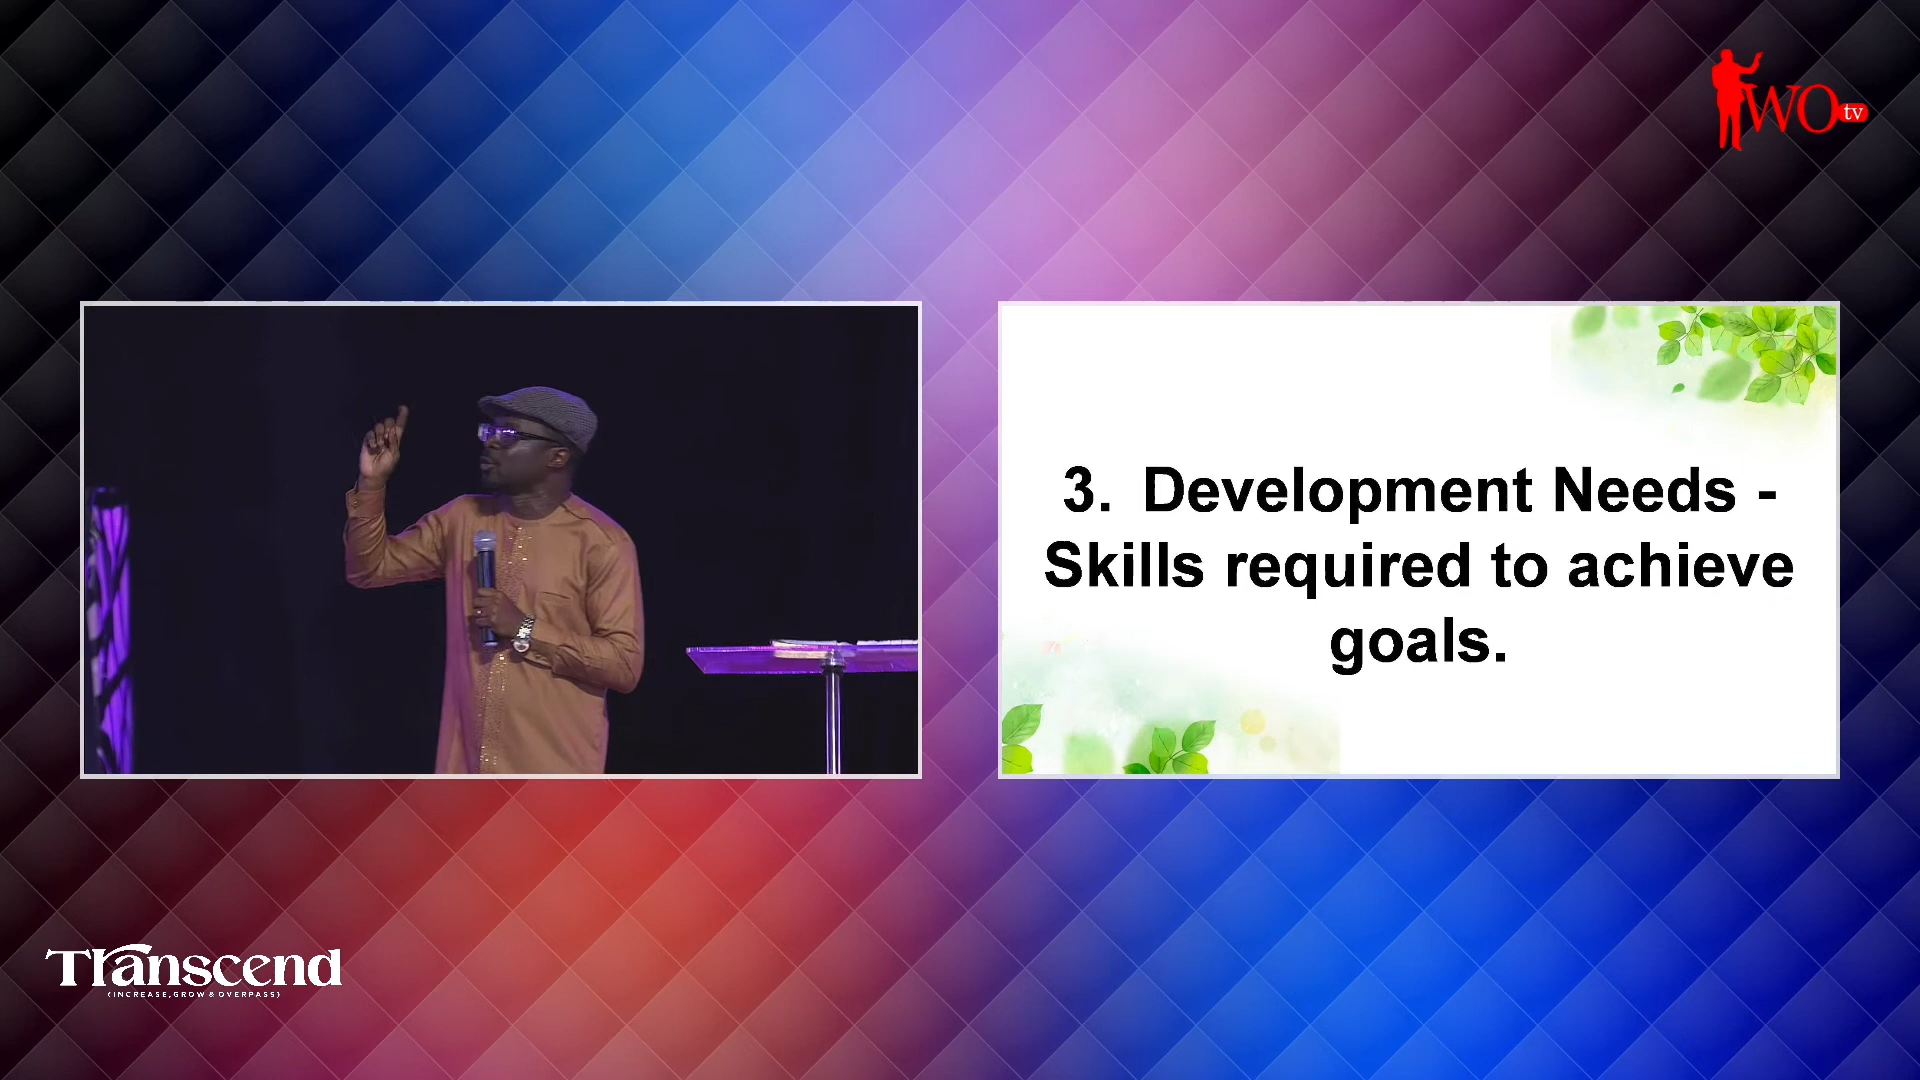 WO tv
3. Development Needs -
Skills required to achieve
goals.
Transcend
(INCREASE, GROW & OVERPASS)